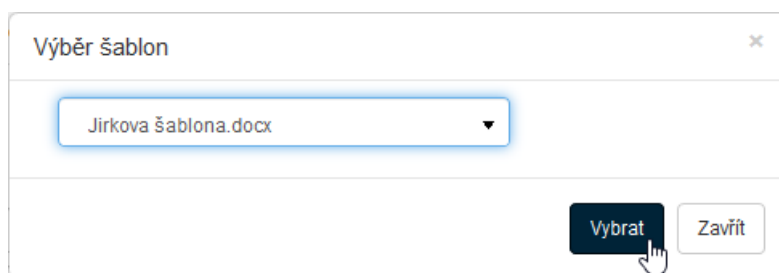 Výběr šablon
×
Jirkova šablona.docx
Vybrat
Zavřít